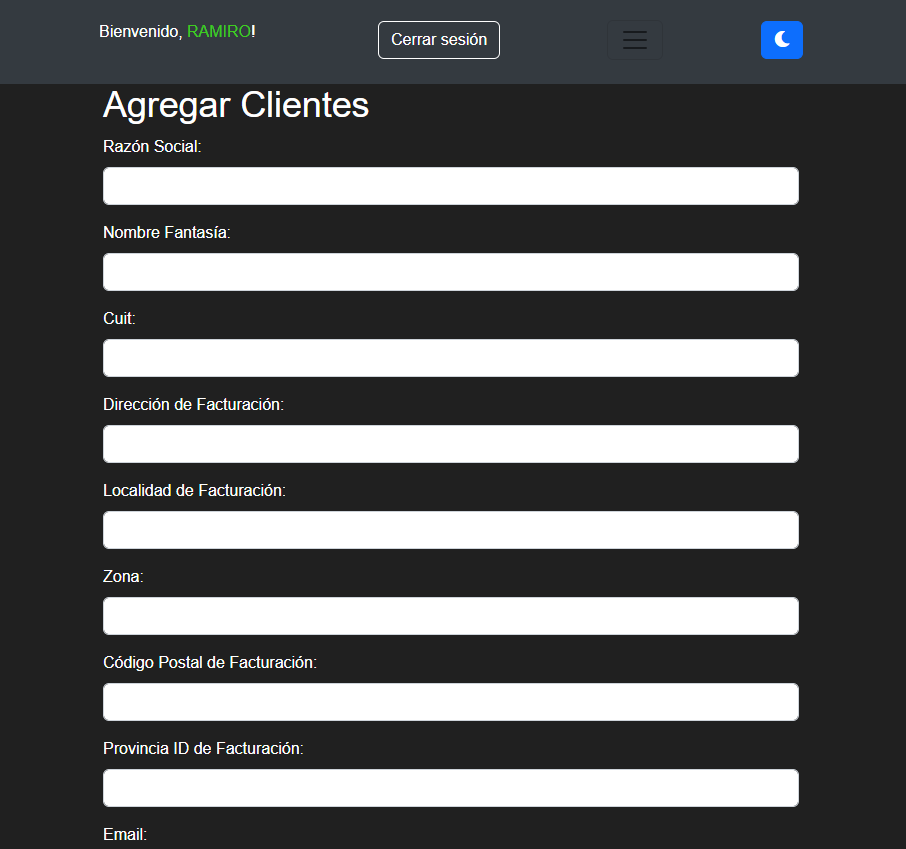 Bienvenido, RAMIRO!
Cerrar sesión
Agregar Clientes
Razón Social:
Nombre Fantasía:
Cuit:
Dirección de Facturación:
Localidad de Facturación:
Zona:
Código Postal de Facturación:
Provincia ID de Facturación:
Email: